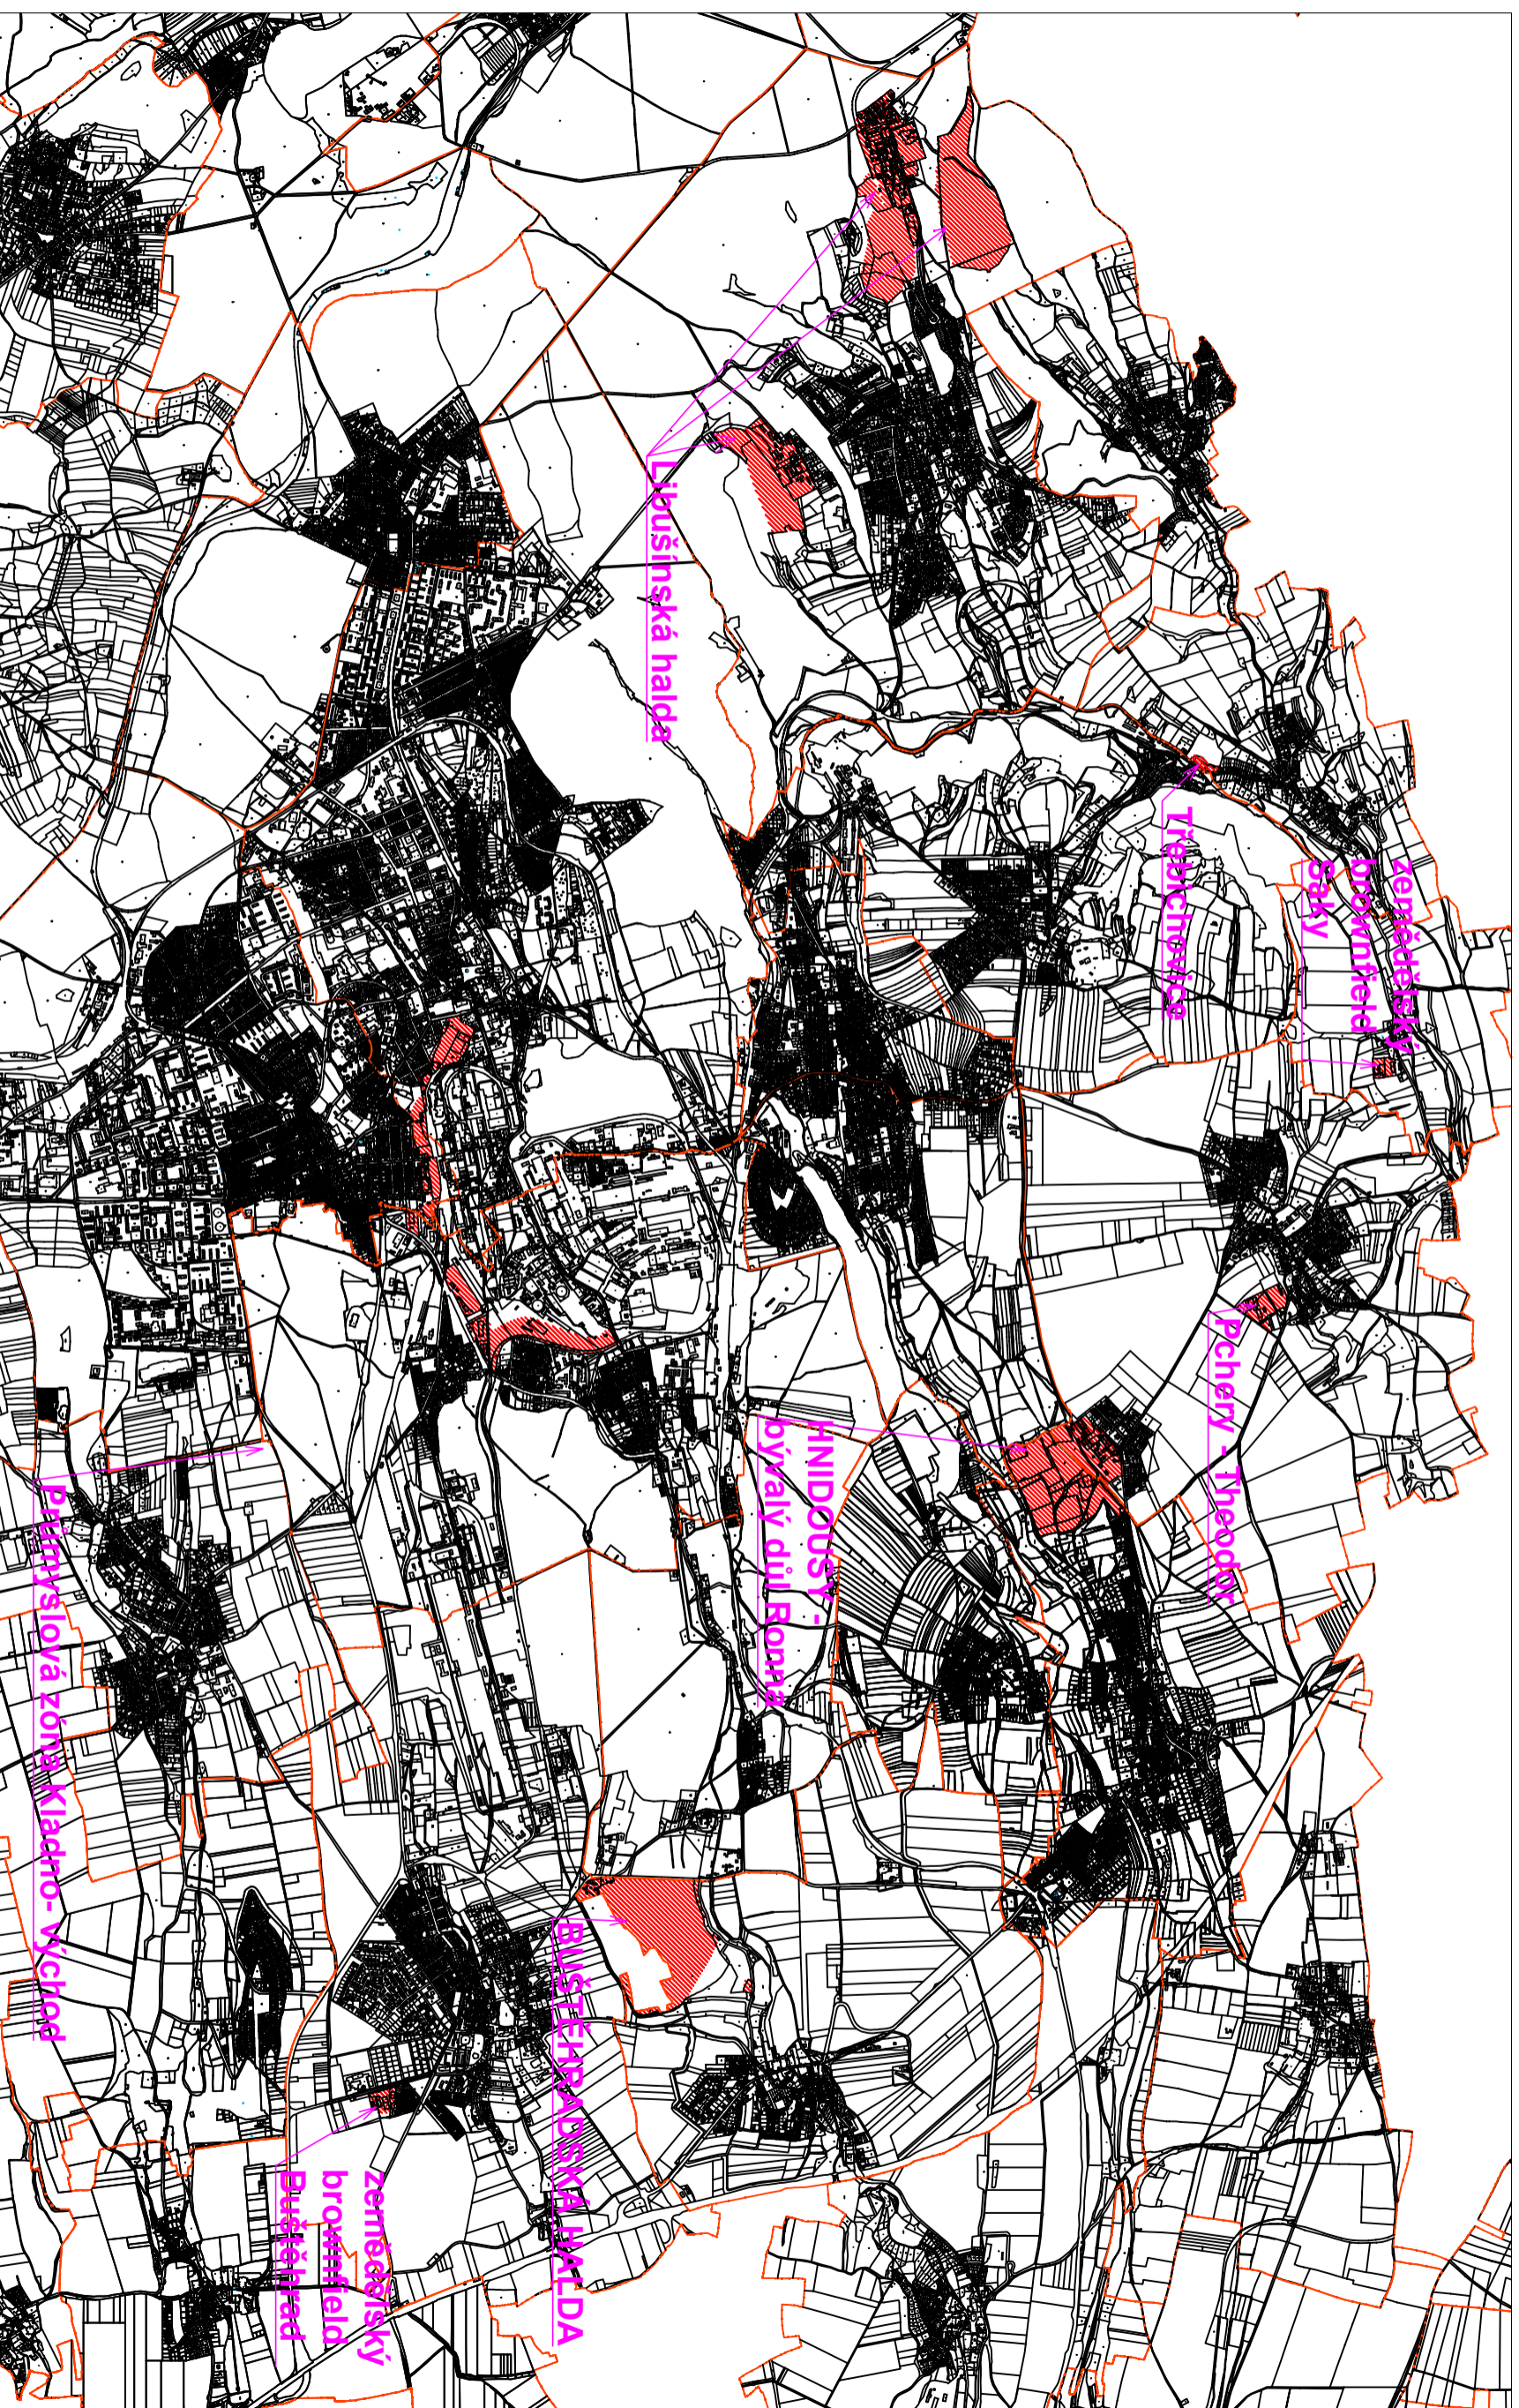 zemědělský
brownfield
Saky
Třebichovice
Pchery - Theodor
Libušínská halda
HNIDOUSY -
bývalý důl Ronna
BUŠTĚHRADSKÁ HALDA
zemědělský
brownfield
Buštěhrad
Průmyslová zóna Kladno- východ